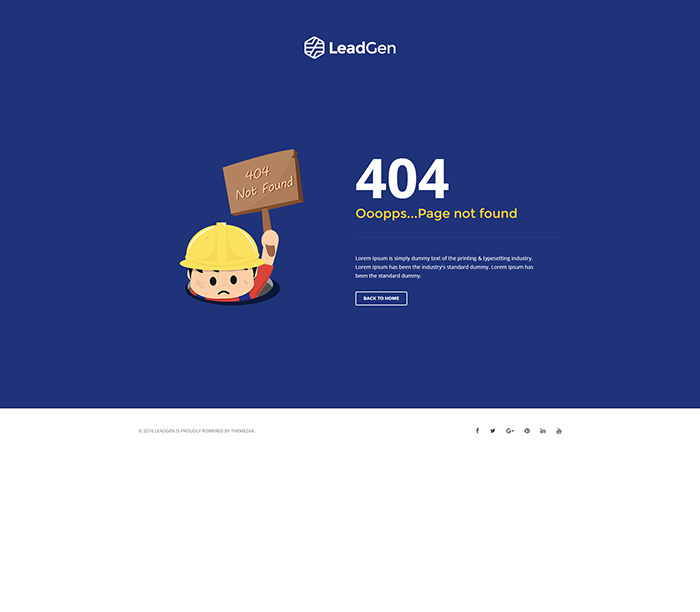 LeadGen
404
Not Found
404
Ooopps...Page not found
Lorem Ipsum is simply dummy text of the printing & typesetting industry.
Lorem Ipsum has been the industry's standard dummy. Lorem Ipsum has
been the standard dummy.
BACK TO HOME
© 2016 LEADGEN IS PROUDLY POWERED BY THEMEZAA.